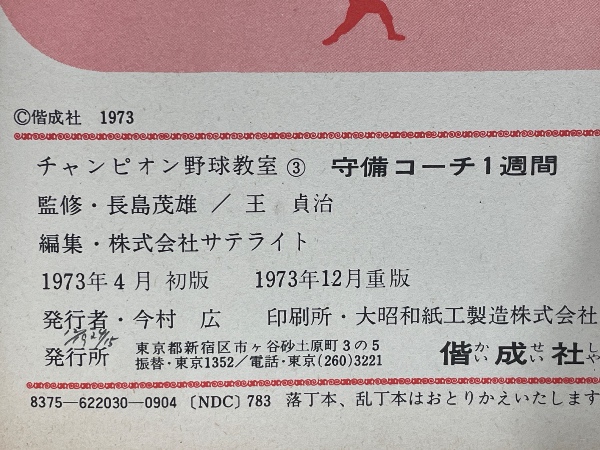 ©偕成社 1973
チャンピオン野球教室③ 守備コーチ1週間
監修・長島茂雄／王 貞治
編集・株式会社サテライト
1973年4月 初版 1973年12月重版
発行者・今村 広 印刷所・大昭和紙工製造株式会社
発行所 東京都新宿区市ヶ谷砂土原町3の5
振替・東京1352／電話・東京(260)3221
偕成社
かい せい しゃ
8375—622030—0904 〔NDC〕783 落丁本、乱丁本はおとりかえいたします